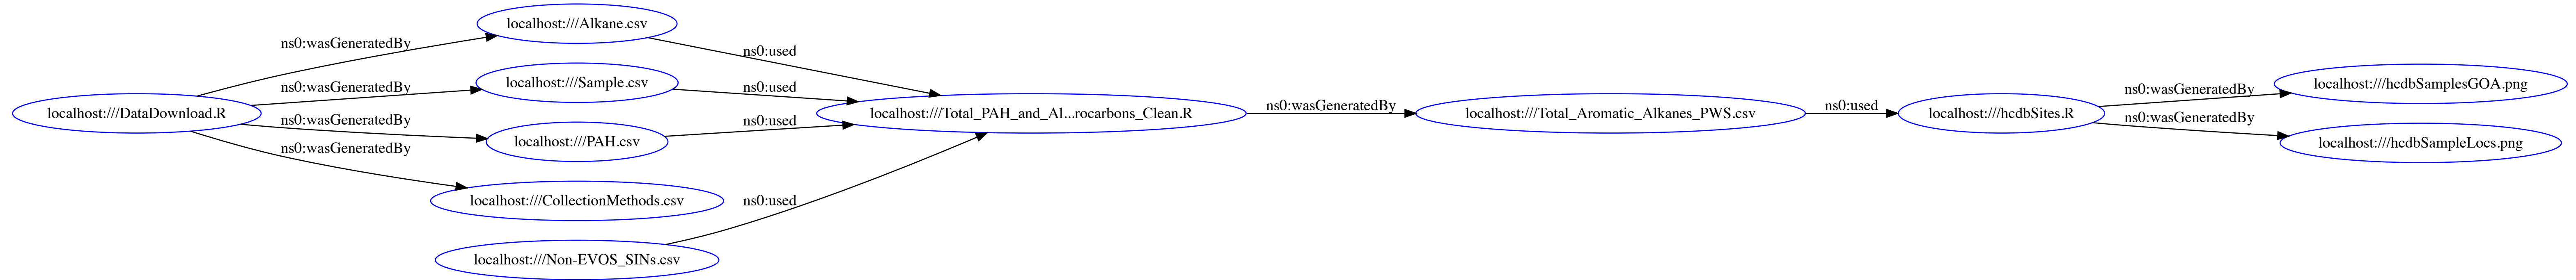 localhost:///DataDownload.R
ns0:wasGeneratedBy
ns0:wasGeneratedBy
ns0:wasGeneratedBy
ns0:wasGeneratedBy
localhost:///Alkane.csv
localhost:///Sample.csv
localhost:///PAH.csv
localhost:///CollectionMethods.csv
localhost:///Non-EVOS_SINs.csv
ns0:used
ns0:used
ns0:used
ns0:used
localhost:///Total_PAH_and_Al...rocarbons_Clean.R
ns0:wasGeneratedBy
localhost:///Total_Aromatic_Alkanes_PWS.csv
ns0:used
localhost:///hcdbSites.R
ns0:wasGeneratedBy
ns0:wasGeneratedBy
localhost:///hcdbSamplesGOA.png
localhost:///hcdbSampleLocs.png